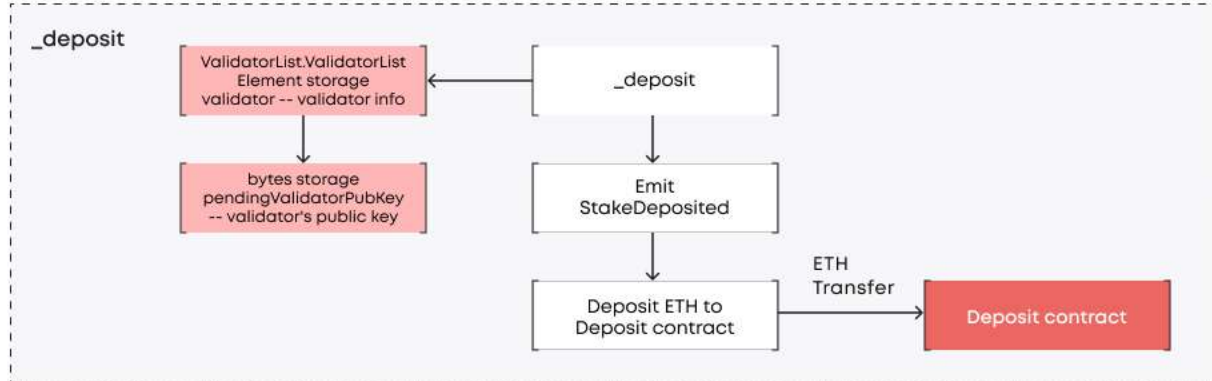 _deposit
ValidatorList.ValidatorList
Element storage
validator -- validator info
_deposit
bytes storage
pendingValidatorPubKey
-- validator's public key
Emit
StakeDeposited
ETH
Transfer
Deposit ETH to
Deposit contract
Deposit contract